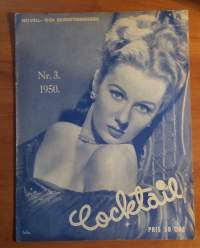 Nr. 3.
1950.
Cocktail
PRIS 50 ÖRE